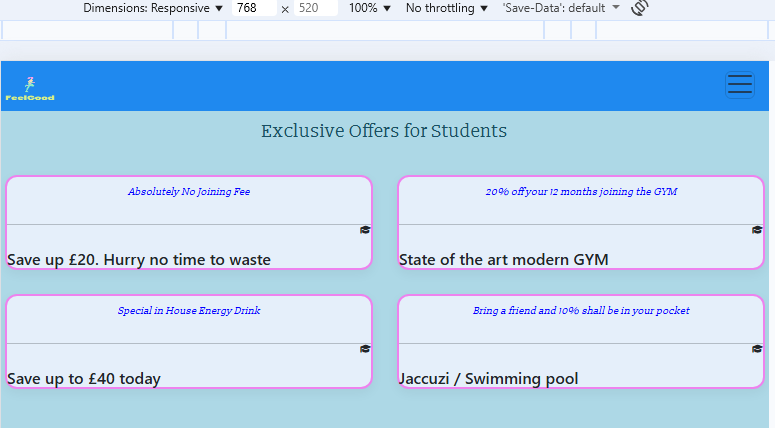 Dimensions: Responsive ▼ 768 × 520 100% ▼ No throttling ▼ 'Save-Data': default ▼
FeelGood
Exclusive Offers for Students
Absolutely No Joining Fee
Save up £20. Hurry no time to waste
20% off your 12 months joining the GYM
State of the art modern GYM
Special in House Energy Drink
Save up to £40 today
Bring a friend and 10% shall be in your pocket
Jaccuzi / Swimming pool